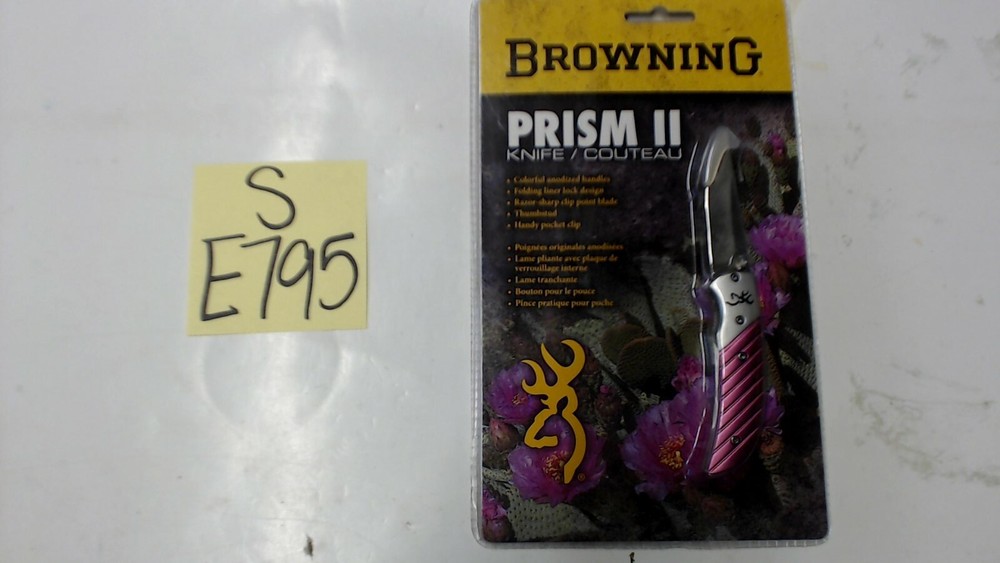 S
E795
BROWNING
PRISM II
KNIFE / COUTEAU
• Colorful anodized handles
• Folding liner lock design
• Razor-sharp clip point blade
• Thumbstud
• Handy pocket clip
• Poignées originales anodisées
• Lame pliante avec plaque de
verrouillage interne
• Lame tranchante
• Bouton pour le pouce
• Pince pratique pour poche